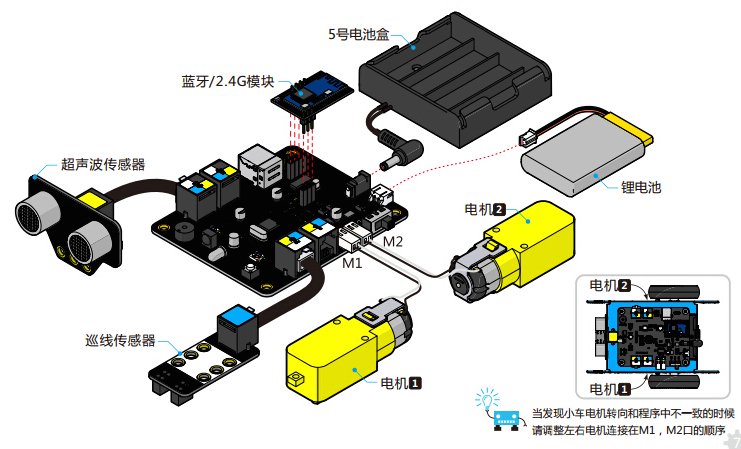 5号电池盒
蓝牙/2.4G模块
超声波传感器
锂电池
电机2
M2
M1
电机2
巡线传感器
电机1
电机1
当发现小车电机转向和程序中不一致的时候
请调整左右电机连接在M1，M2口的顺序
7